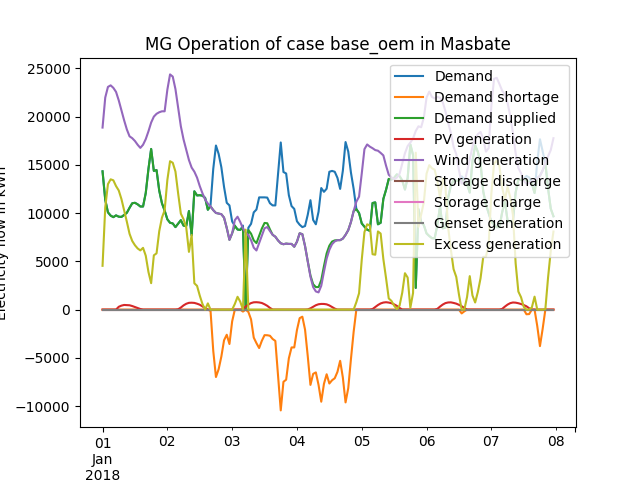 MG Operation of case base_oem in Masbate
Electricity flow in kWh
25000
20000
15000
10000
5000
0
−5000
−10000
Demand
Demand shortage
Demand supplied
PV generation
Wind generation
Storage discharge
Storage charge
Genset generation
Excess generation
01 02 03 04 05 06 07 08
Jan
2018